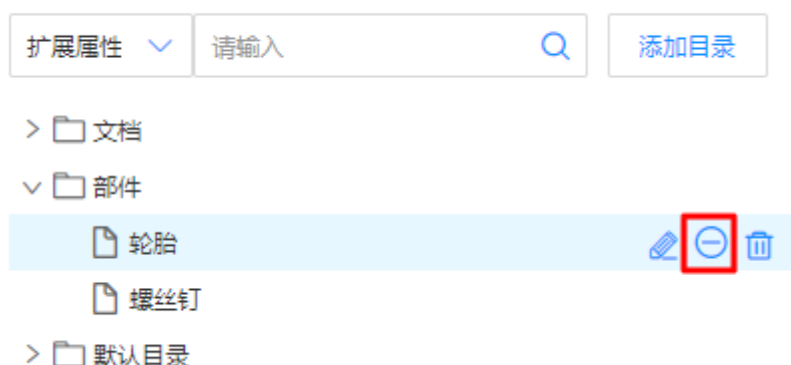 扩展属性 请输入 添加目录
文档
部件
轮胎
螺丝钉
默认目录